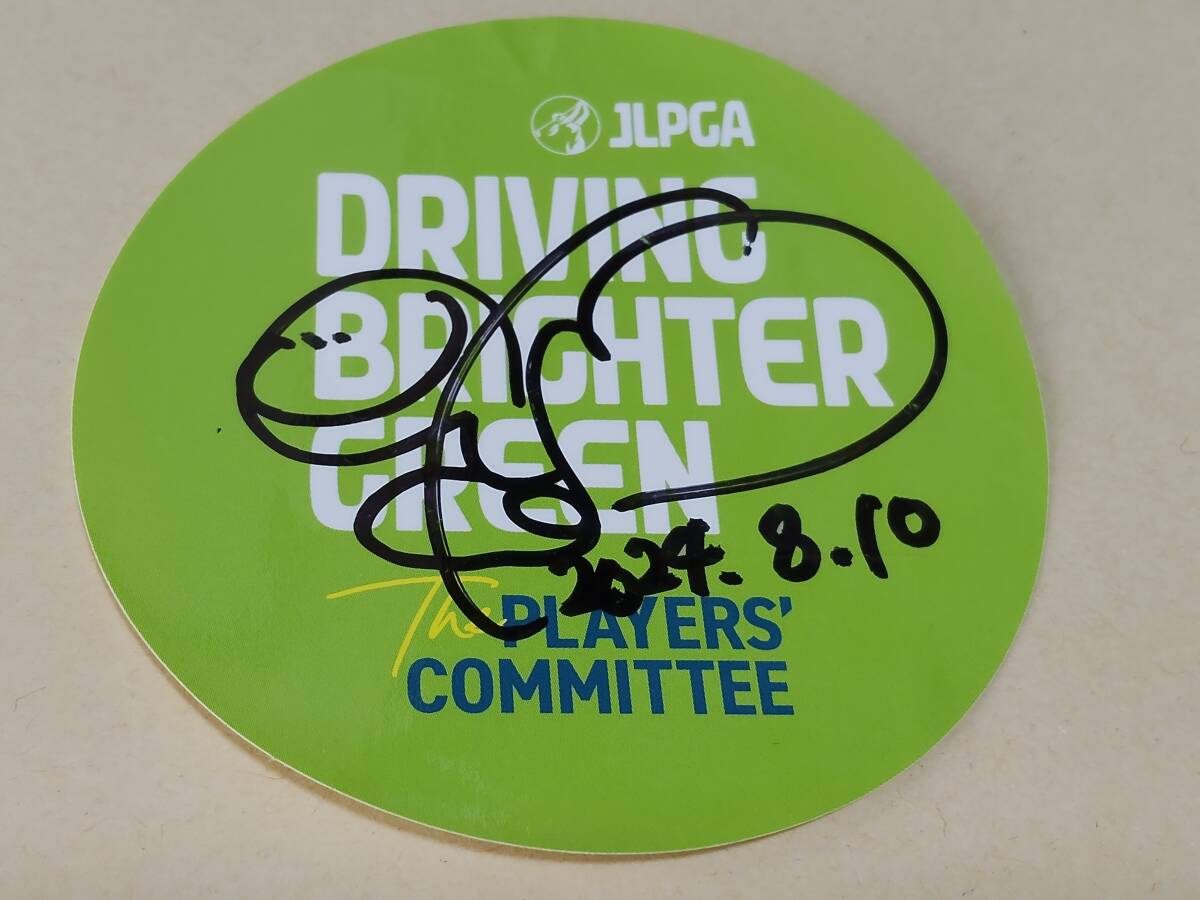 JLPGA
DRIVING
BRIGHTER
GREEN
2024.8.10
The PLAYERS'
COMMITTEE